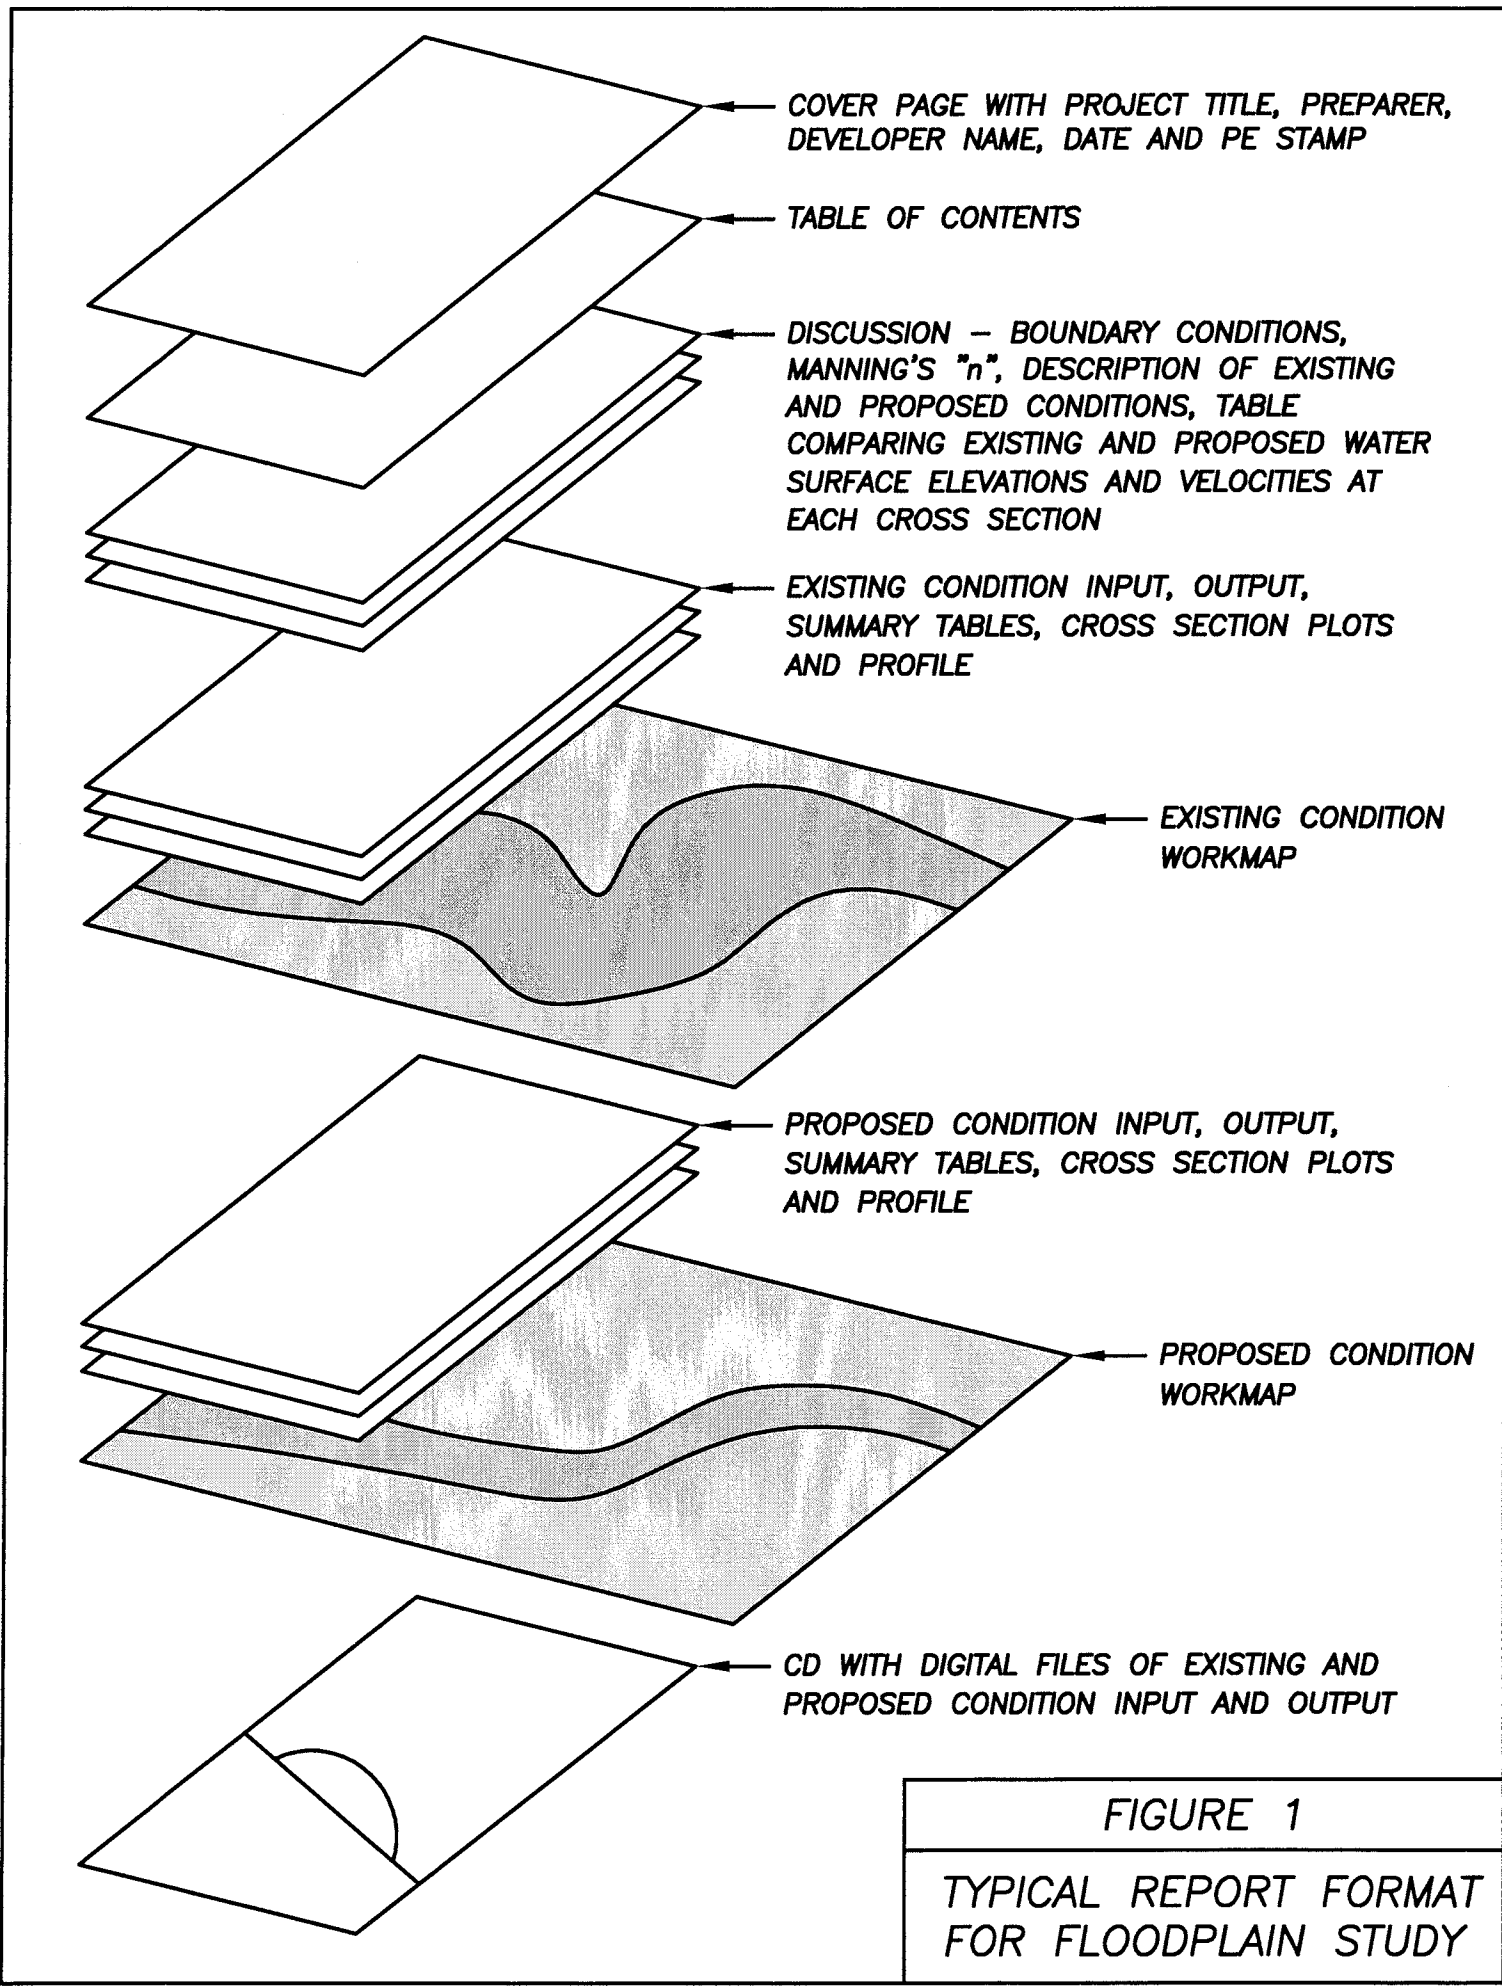 COVER PAGE WITH PROJECT TITLE, PREPARER,
DEVELOPER NAME, DATE AND PE STAMP
TABLE OF CONTENTS
DISCUSSION – BOUNDARY CONDITIONS,
MANNING'S "n", DESCRIPTION OF EXISTING
AND PROPOSED CONDITIONS, TABLE
COMPARING EXISTING AND PROPOSED WATER
SURFACE ELEVATIONS AND VELOCITIES AT
EACH CROSS SECTION
EXISTING CONDITION INPUT, OUTPUT,
SUMMARY TABLES, CROSS SECTION PLOTS
AND PROFILE
EXISTING CONDITION
WORKMAP
PROPOSED CONDITION INPUT, OUTPUT,
SUMMARY TABLES, CROSS SECTION PLOTS
AND PROFILE
PROPOSED CONDITION
WORKMAP
CD WITH DIGITAL FILES OF EXISTING AND
PROPOSED CONDITION INPUT AND OUTPUT
FIGURE 1
TYPICAL REPORT FORMAT
FOR FLOODPLAIN STUDY